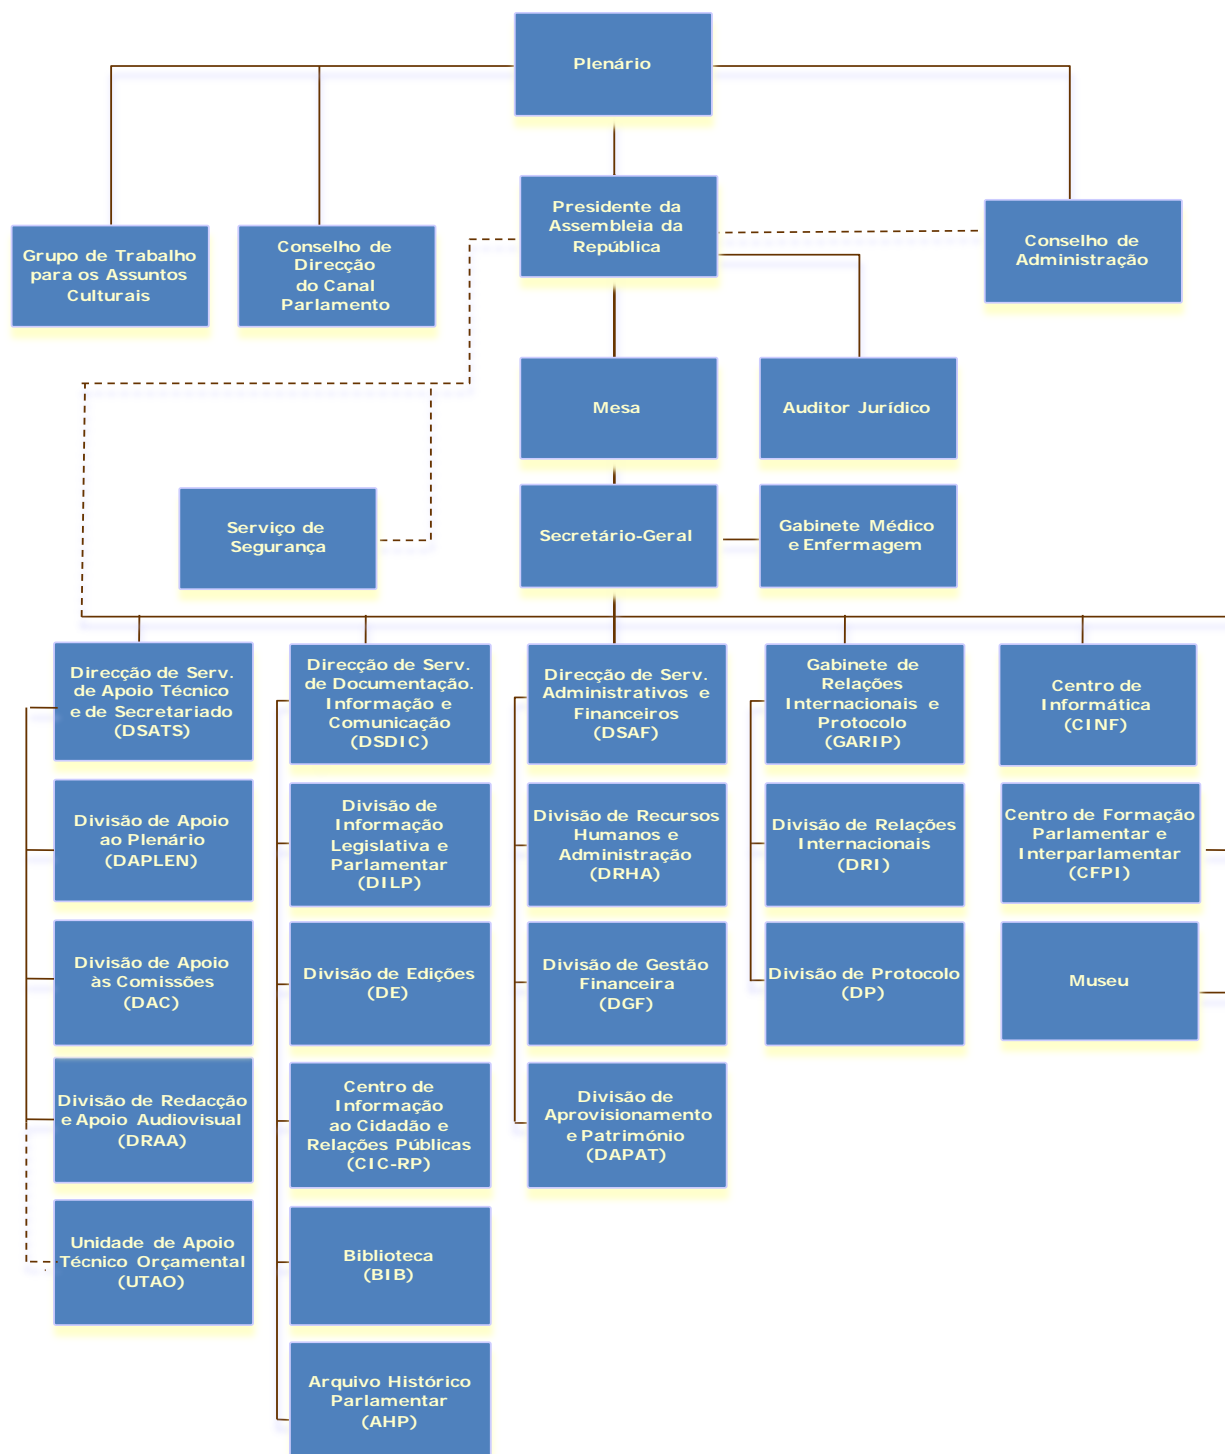 Plenário
Presidente da
Assembleia da
República
Grupo de Trabalho
para os Assuntos
Culturais
Conselho de
Direcção
do Canal
Parlamento
Conselho de
Administração
Mesa
Auditor Jurídico
Serviço de
Segurança
Secretário-Geral
Gabinete Médico
e Enfermagem
Direcção de Serv.
de Apoio Técnico
e de Secretariado
(DSATS)
Direcção de Serv.
de Documentação.
Informação e
Comunicação
(DSDIC)
Direcção de Serv.
Administrativos e
Financeiros
(DSAF)
Gabinete de
Relações
Internacionais e
Protocolo
(GARIP)
Centro de
Informática
(CINF)
Divisão de Apoio
ao Plenário
(DAPLEN)
Divisão de
Informação
Legislativa e
Parlamentar
(DILP)
Divisão de Recursos
Humanos e
Administração
(DRHA)
Divisão de Relações
Internacionais
(DRI)
Centro de Formação
Parlamentar e
Interparlamentar
(CFPI)
Divisão de Apoio
às Comissões
(DAC)
Divisão de Edições
(DE)
Divisão de Gestão
Financeira
(DGF)
Divisão de Protocolo
(DP)
Museu
Divisão de Redacção
e Apoio Audiovisual
(DRAA)
Centro de
Informação
ao Cidadão e
Relações Públicas
(CIC-RP)
Divisão de
Aprovisionamento
e Património
(DAPAT)
Unidade de Apoio
Técnico Orçamental
(UTAO)
Biblioteca
(BIB)
Arquivo Histórico
Parlamentar
(AHP)